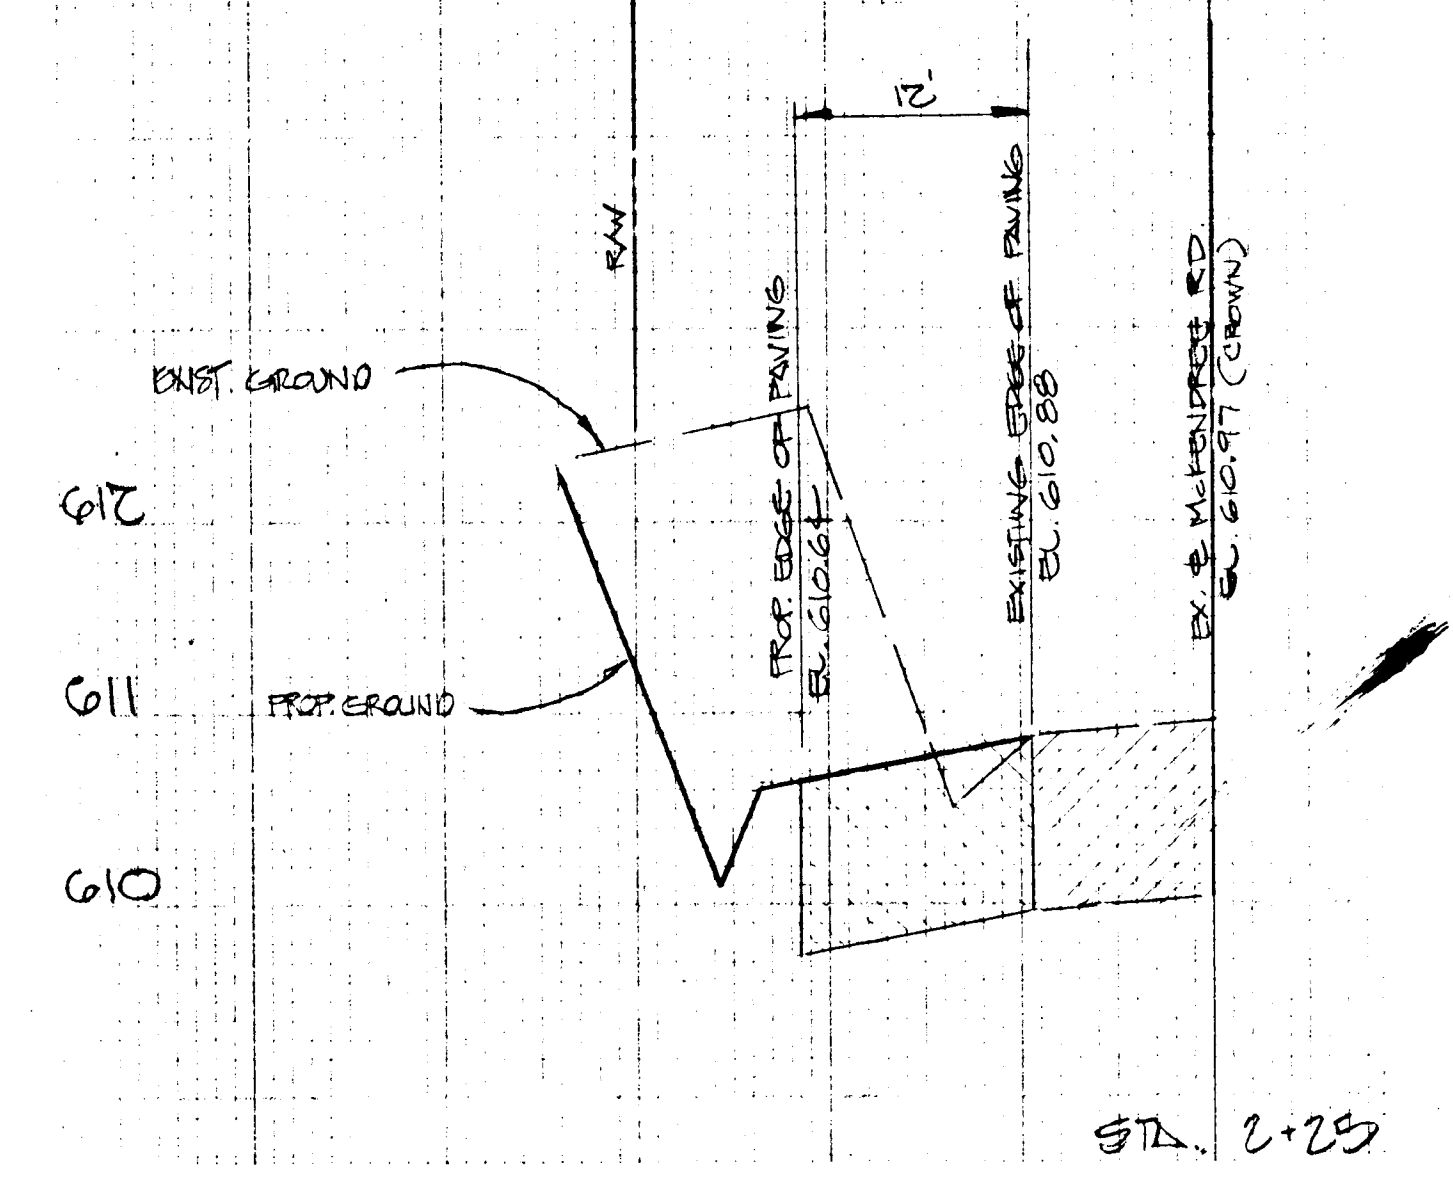 12'
R/W
PROP. EDGE OF PAVING
EL. 610.64
EXISTING EDGE OF PAVING
EL. 610.88
EX. ℄ McKENDREE RD.
EL. 610.97 (CROWN)
EXIST. GROUND
612
611
PROP. GROUND
610
STA. 2+25